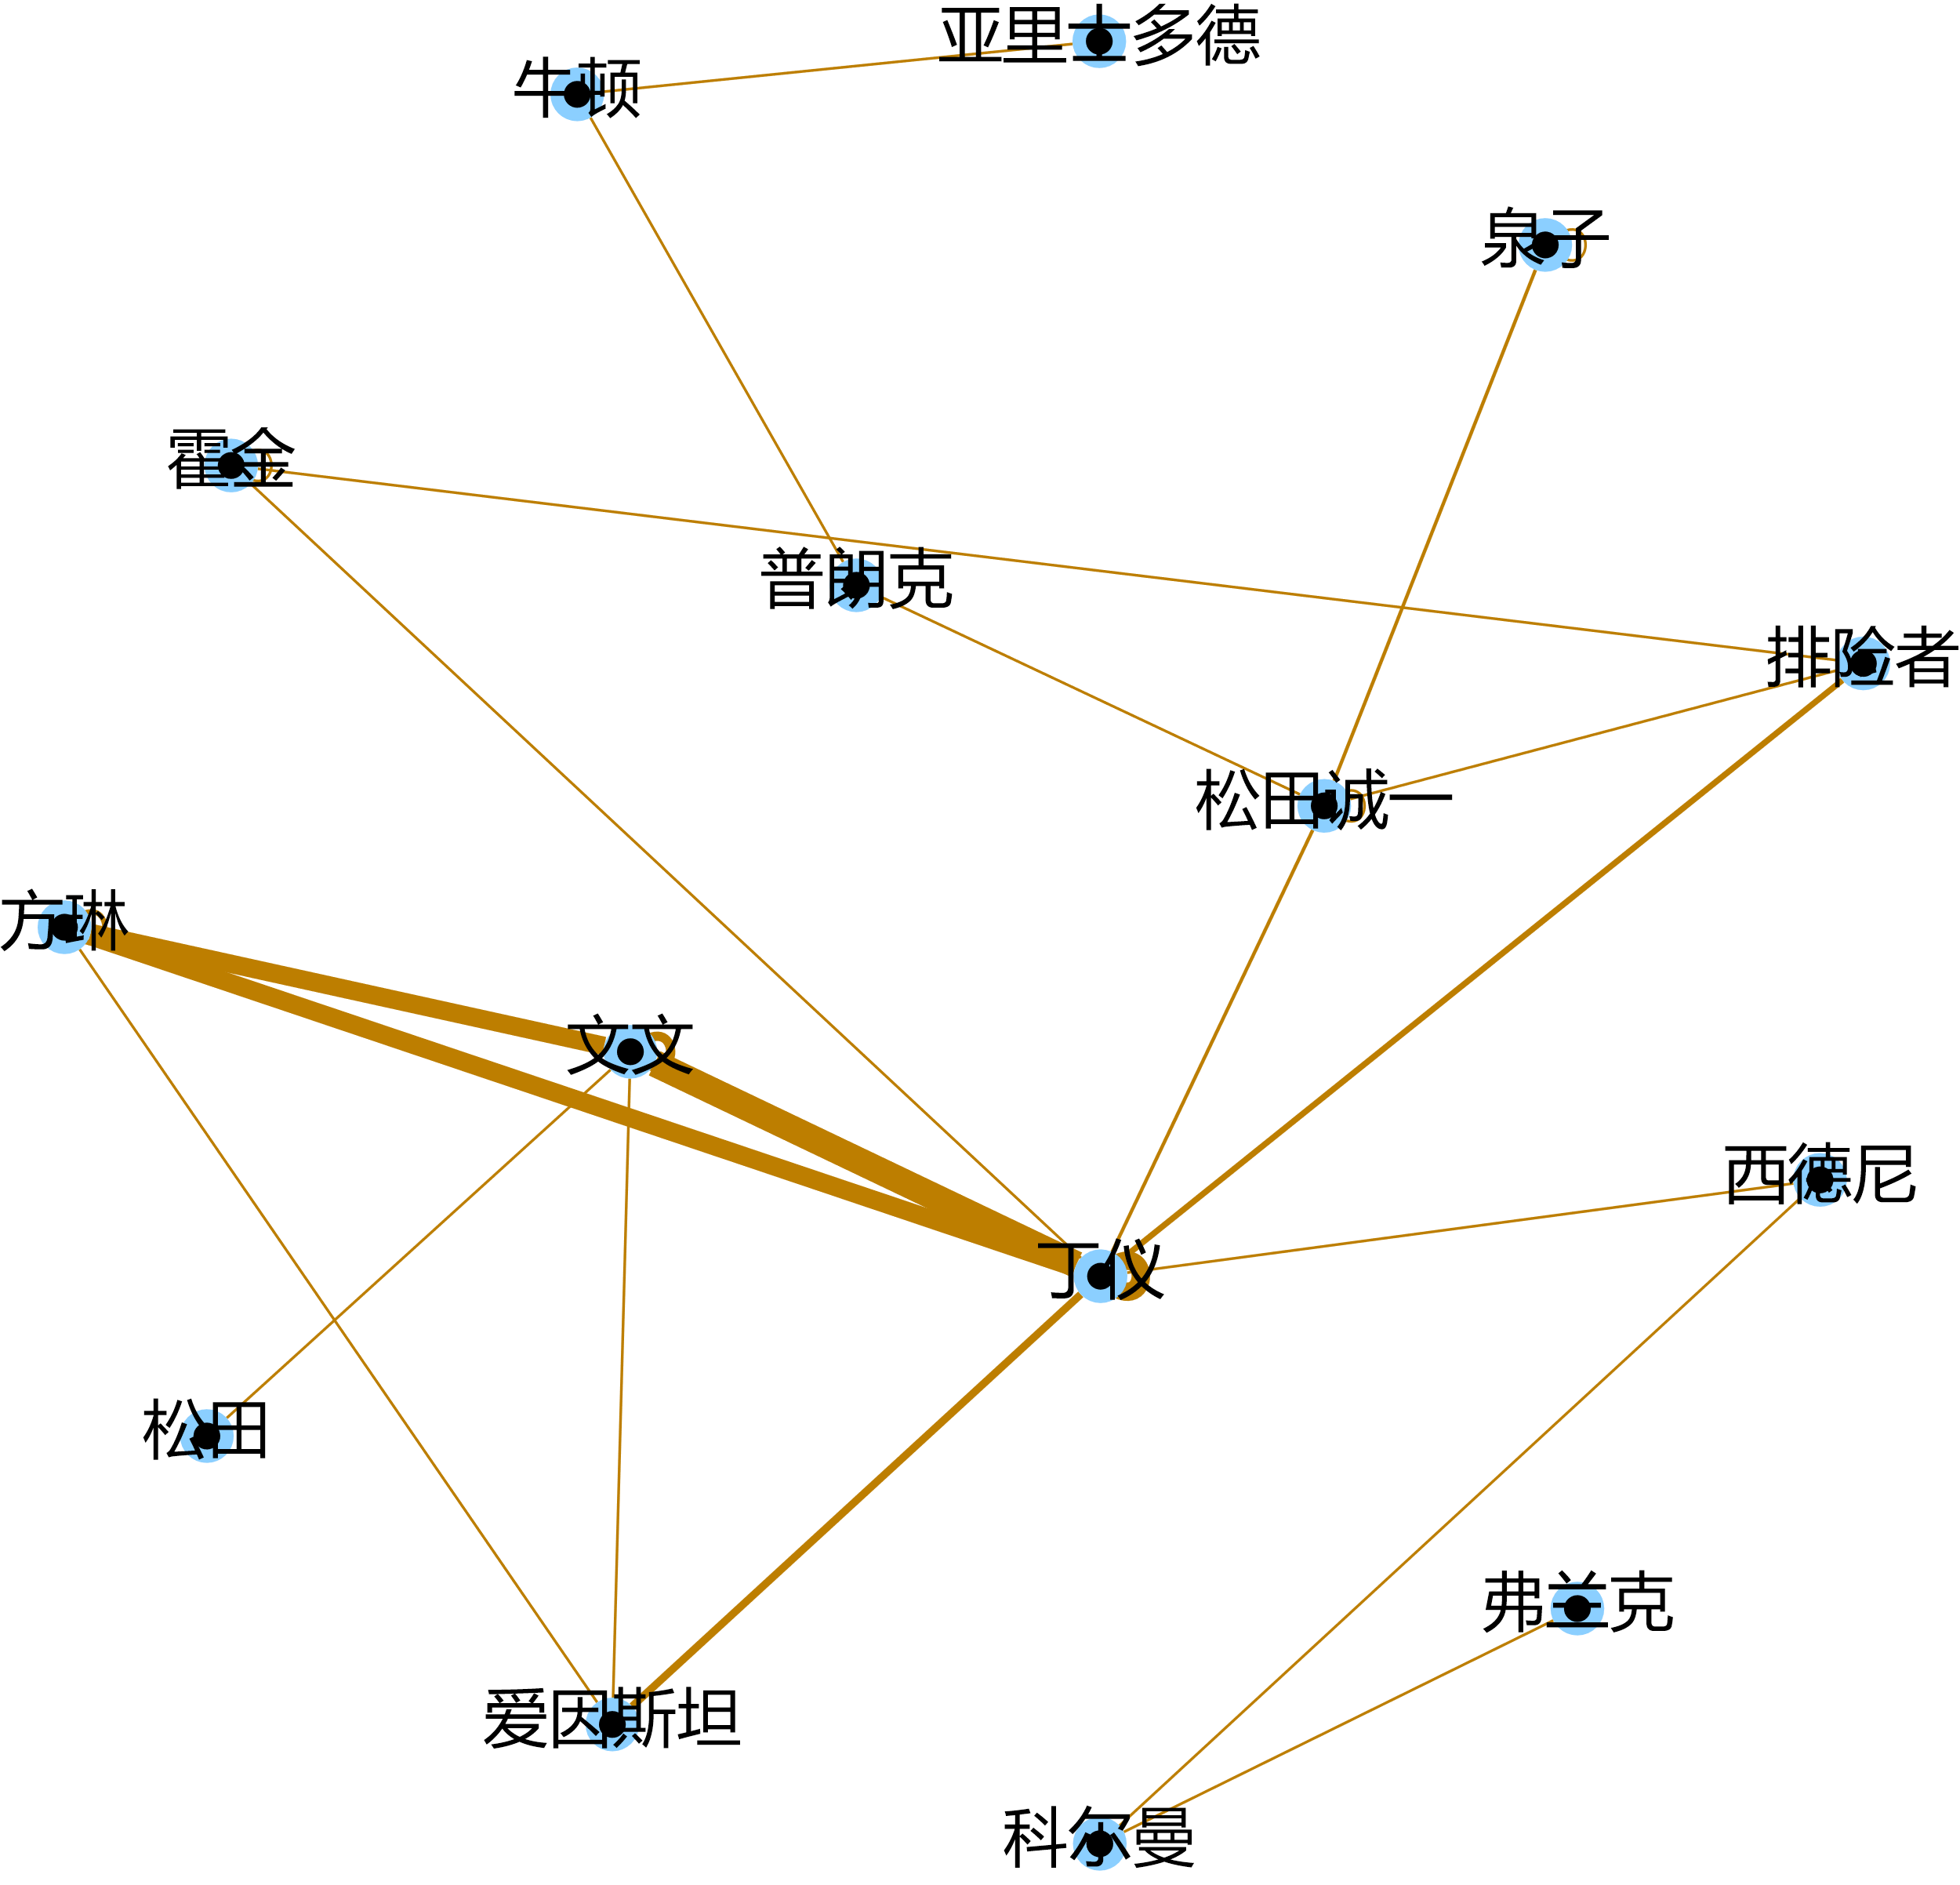 亚里士多德
牛顿
泉子
霍金
普朗克
排险者
松田诚一
方琳
文文
西德尼
丁仪
松田
弗兰克
爱因斯坦
科尔曼